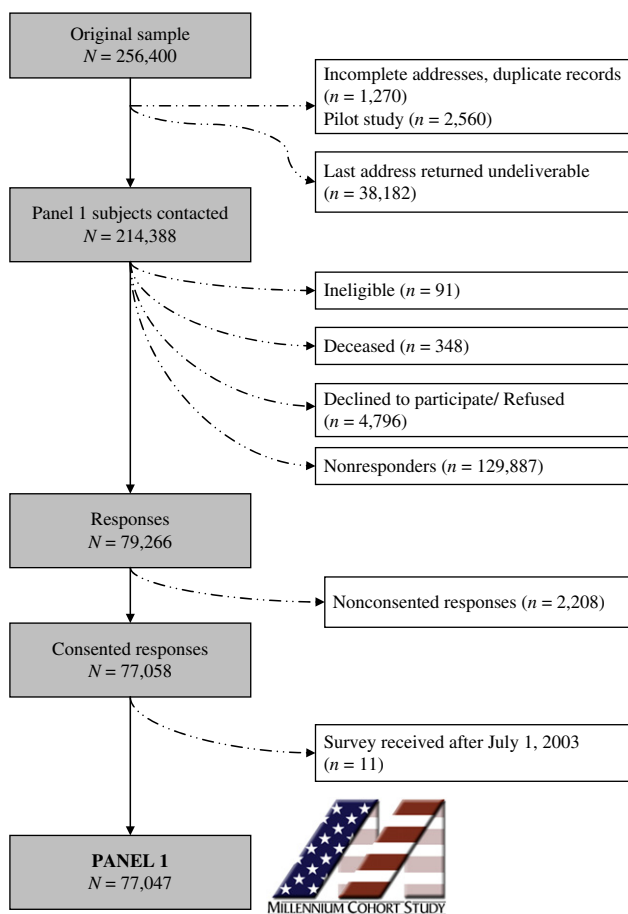 Original sample
N = 256,400
Incomplete addresses, duplicate records
(n = 1,270)
Pilot study (n = 2,560)
Last address returned undeliverable
(n = 38,182)
Panel 1 subjects contacted
N = 214,388
Ineligible (n = 91)
Deceased (n = 348)
Declined to participate/ Refused
(n = 4,796)
Nonresponders (n = 129,887)
Responses
N = 79,266
Nonconsented responses (n = 2,208)
Consented responses
N = 77,058
Survey received after July 1, 2003
(n = 11)
PANEL 1
N = 77,047
MILLENNIUM COHORT STUDY